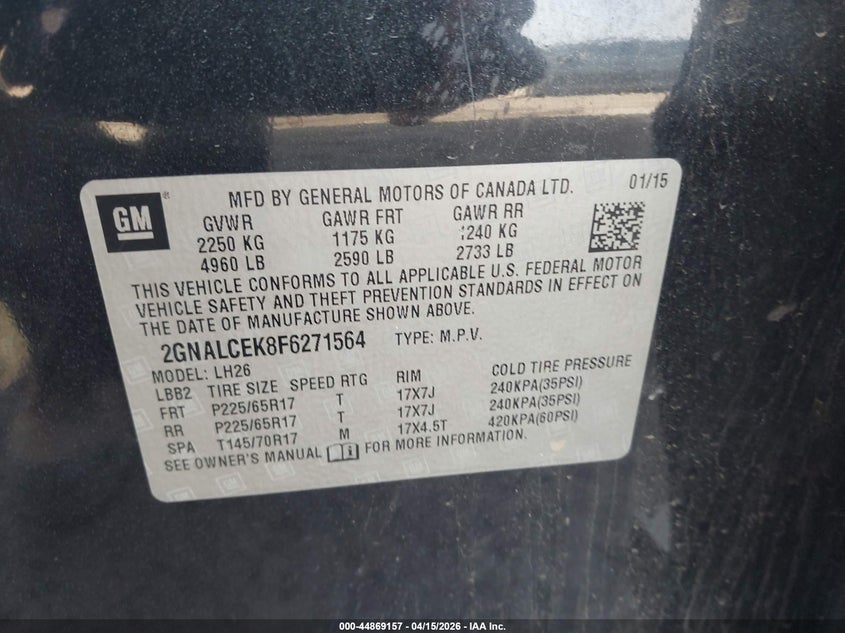 GM
MFD BY GENERAL MOTORS OF CANADA LTD. 01/15
GVWR GAWR FRT GAWR RR
2250 KG 1175 KG 1240 KG
4960 LB 2590 LB 2733 LB
THIS VEHICLE CONFORMS TO ALL APPLICABLE U.S. FEDERAL MOTOR
VEHICLE SAFETY AND THEFT PREVENTION STANDARDS IN EFFECT ON
THE DATE OF MANUFACTURE SHOWN ABOVE.
2GNALCEK8F6271564 TYPE: M.P.V.
MODEL: LH26
LBB2 TIRE SIZE SPEED RTG RIM COLD TIRE PRESSURE
FRT P225/65R17 T 17X7J 240KPA(35PSI)
RR P225/65R17 T 17X7J 240KPA(35PSI)
SPA T145/70R17 M 17X4.5T 420KPA(60PSI)
SEE OWNER'S MANUAL FOR MORE INFORMATION.
000-44869157 - 04/15/2026 - IAA Inc.